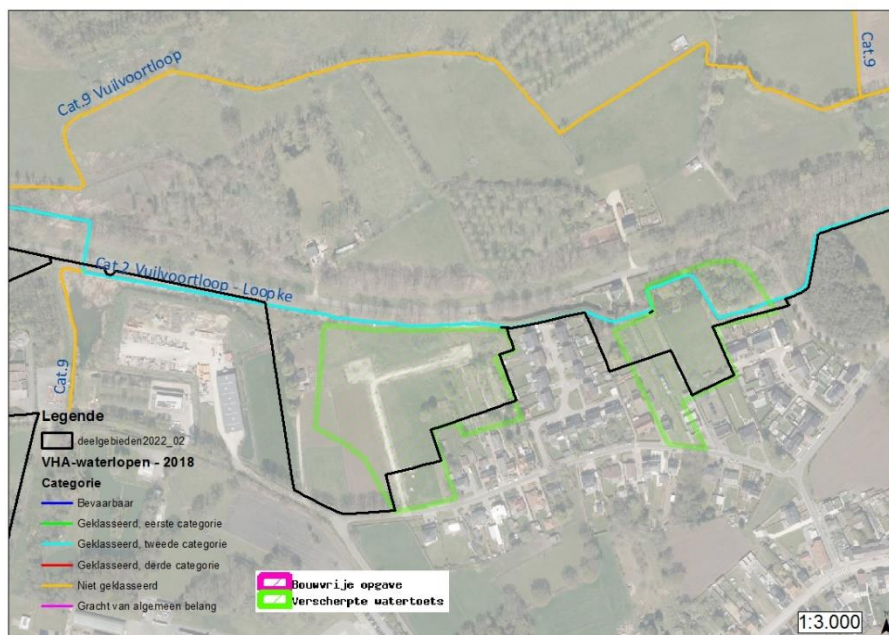 Cat.9 Vuilvoortloop
Cat.9
Cat.2 Vuilvoortloop - Loopke
Cat.9
Legende
deelgebieden2022_02
VHA-waterlopen - 2018
Categorie
Bevaarbaar
Geklasseerd, eerste categorie
Geklasseerd, tweede categorie
Geklasseerd, derde categorie
Niet geklasseerd
Gracht van algemeen belang
Bouwvrije opgave
Verscherpte watertoets
1:3.000